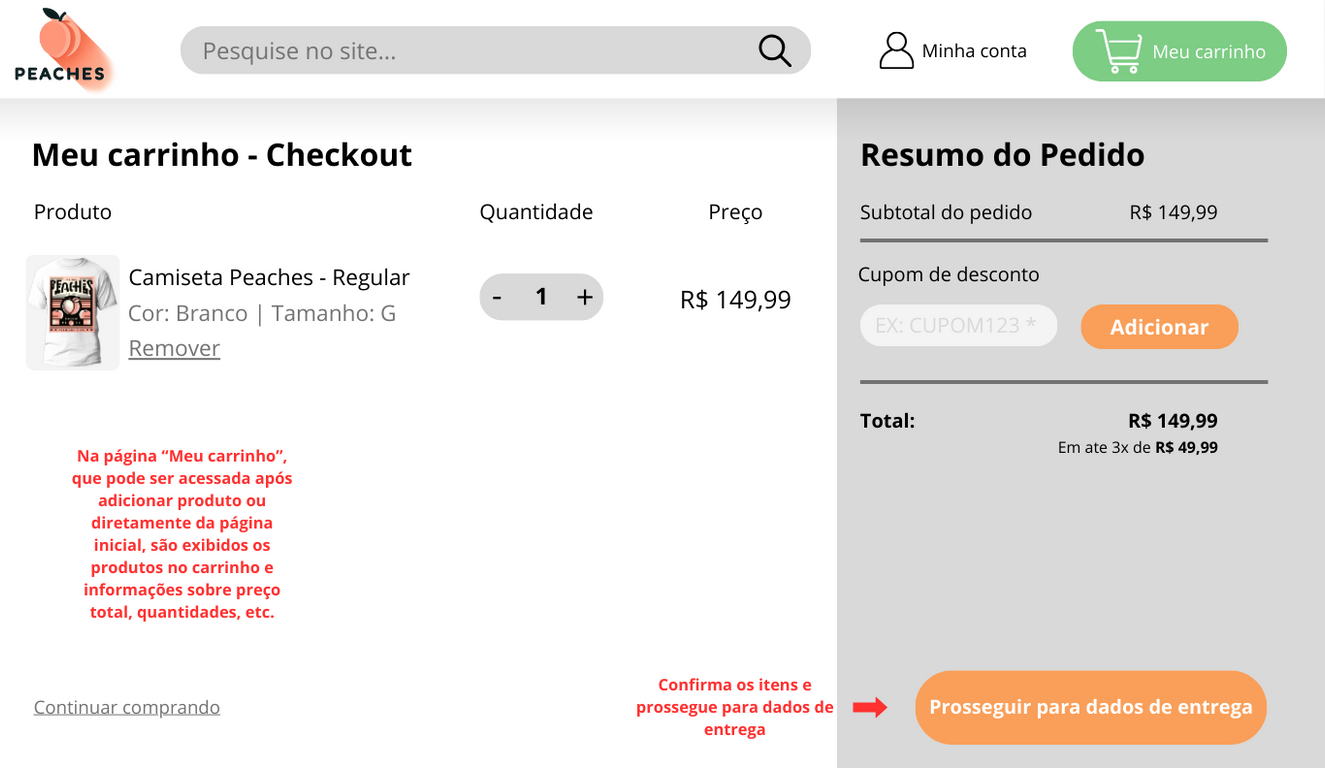 PEACHES
Pesquise no site...
Minha conta
Meu carrinho
Meu carrinho - Checkout
Produto
Quantidade
Preço
PEACHES
Camiseta Peaches - Regular
Cor: Branco | Tamanho: G
Remover
- 1 +
R$ 149,99
Na página “Meu carrinho”,
que pode ser acessada após
adicionar produto ou
diretamente da página
inicial, são exibidos os
produtos no carrinho e
informações sobre preço
total, quantidades, etc.
Continuar comprando
Confirma os itens e
prossegue para dados de
entrega
Resumo do Pedido
Subtotal do pedido R$ 149,99
Cupom de desconto
EX: CUPOM123 *
Adicionar
Total: R$ 149,99
Em ate 3x de R$ 49,99
Prosseguir para dados de entrega